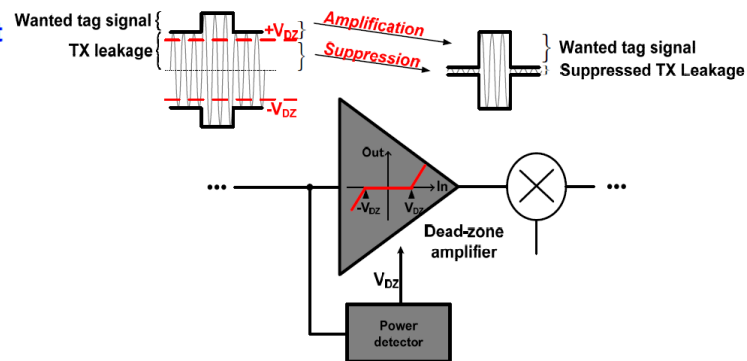 Wanted tag signal
TX leakage
+VDZ
-VDZ
Amplification
Suppression
Wanted tag signal
Suppressed TX Leakage
Out
In
-VDZ
VDZ
Dead-zone
amplifier
VDZ
Power
detector